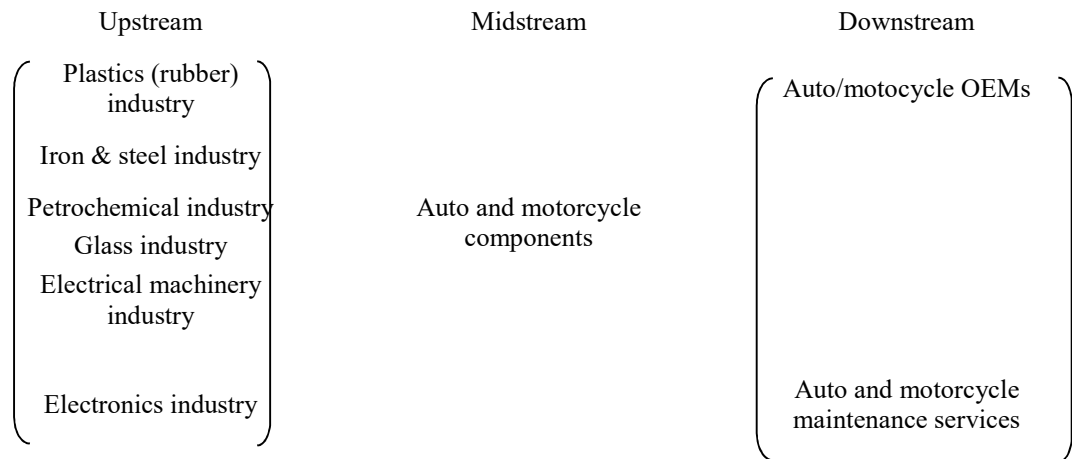 Upstream
Midstream
Downstream
Plastics (rubber)
industry
Iron & steel industry
Petrochemical industry
Glass industry
Electrical machinery
industry
Electronics industry
Auto and motorcycle
components
Auto/motocycle OEMs
Auto and motorcycle
maintenance services